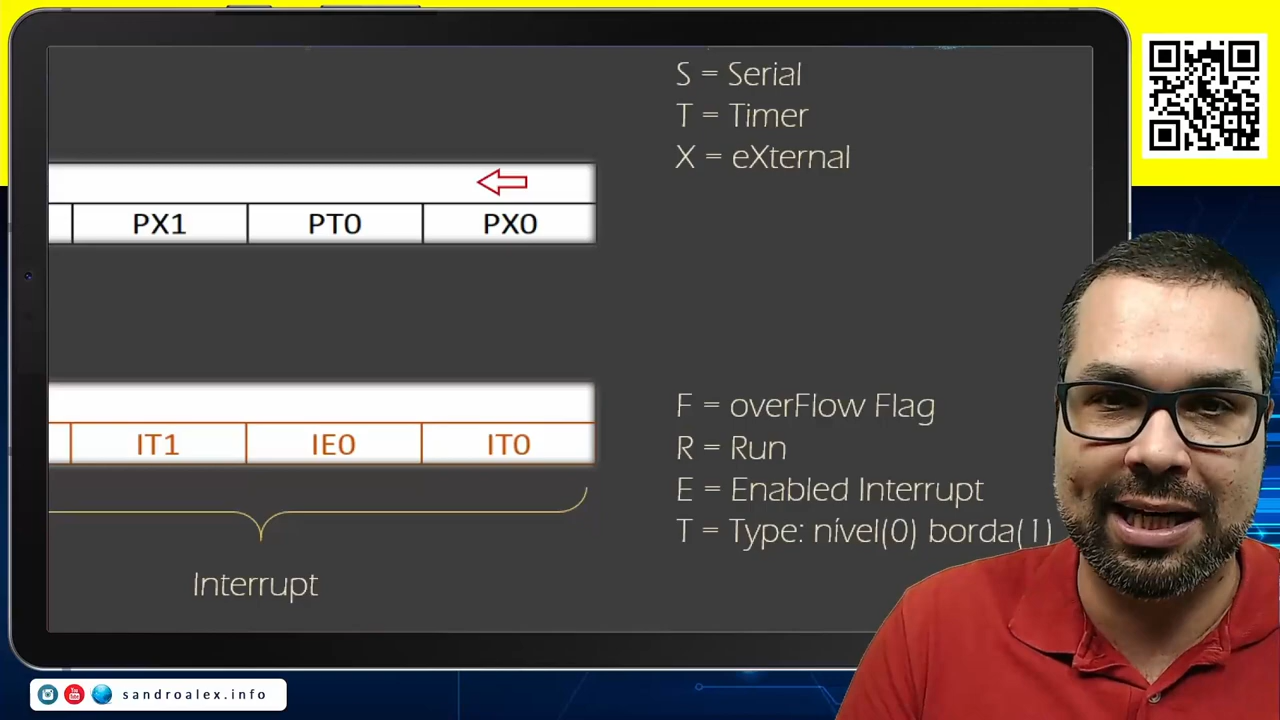 S = Serial
T = Timer
X = eXternal
PX1 PT0 PX0
F = overFlow Flag
R = Run
IT1 IE0 IT0
E = Enabled Interrupt
T = Type: nível(0) borda(1)
Interrupt
sandroalex.info